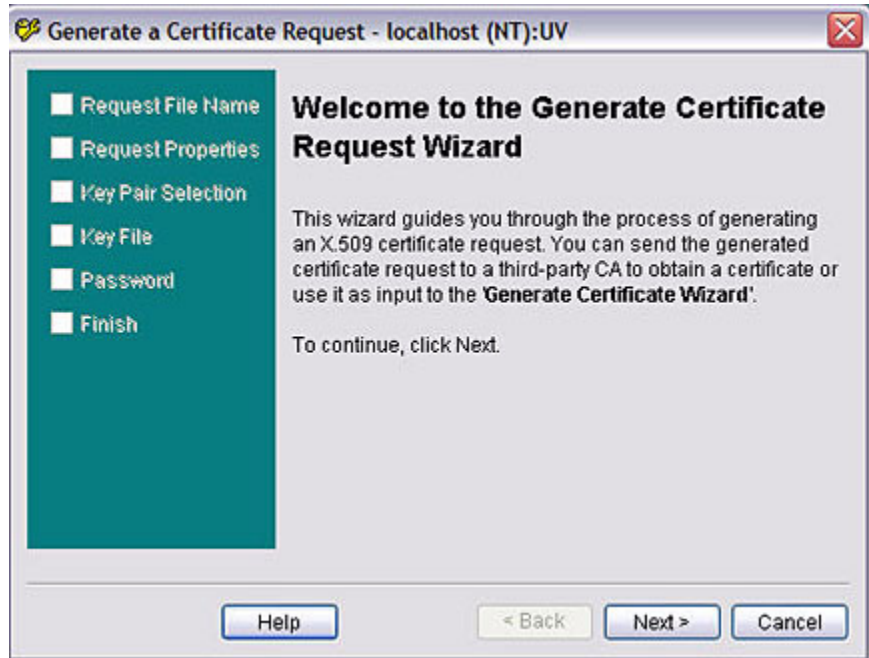 Generate a Certificate Request - localhost (NT):UV
Request File Name
Request Properties
Key Pair Selection
Key File
Password
Finish
Welcome to the Generate Certificate
Request Wizard
This wizard guides you through the process of generating
an X.509 certificate request. You can send the generated
certificate request to a third-party CA to obtain a certificate or
use it as input to the 'Generate Certificate Wizard'.
To continue, click Next.
Help
< Back
Next >
Cancel